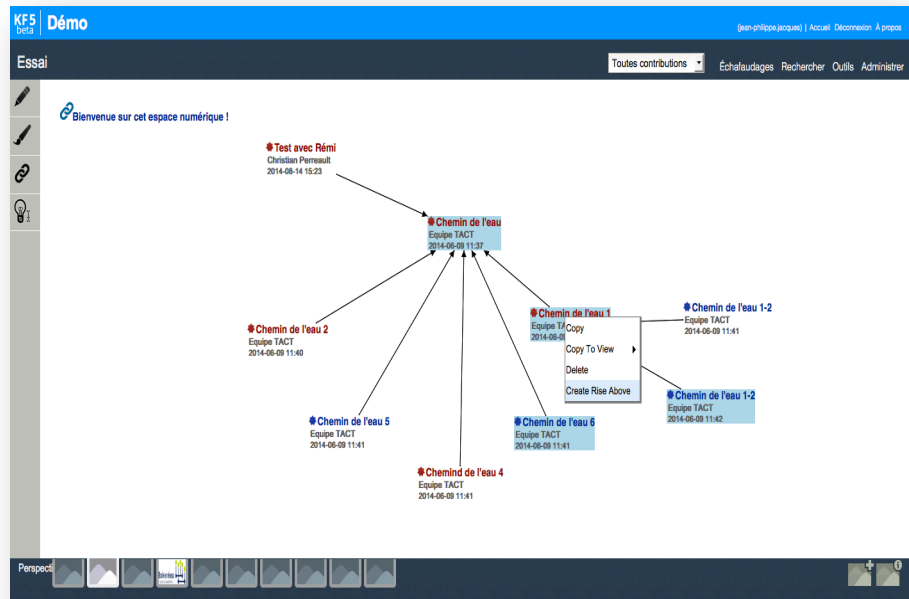 KF5 beta Démo
(jean-philippe.jacques) | Accueil Déconnexion À propos
Essai
Toutes contributions
Échafaudages Rechercher Outils Administrer
Bienvenue sur cet espace numérique !
Test avec Rémi
Christian Perreault
2014-08-14 15:23
Chemin de l'eau
Equipe TACT
2014-06-09 11:37
Chemin de l'eau 1
Equipe
Copy
Copy To View
Delete
Create Rise Above
Chemin de l'eau 1-2
Equipe TACT
2014-06-09 11:41
Chemin de l'eau 2
Equipe TACT
2014-06-09 11:40
Chemin de l'eau 1-2
Equipe TACT
2014-06-09 11:42
Chemin de l'eau 5
Equipe TACT
2014-06-09 11:41
Chemin de l'eau 6
Equipe TACT
2014-06-09 11:41
Chemind de l'eau 4
Equipe TACT
2014-06-09 11:41
Perspecti